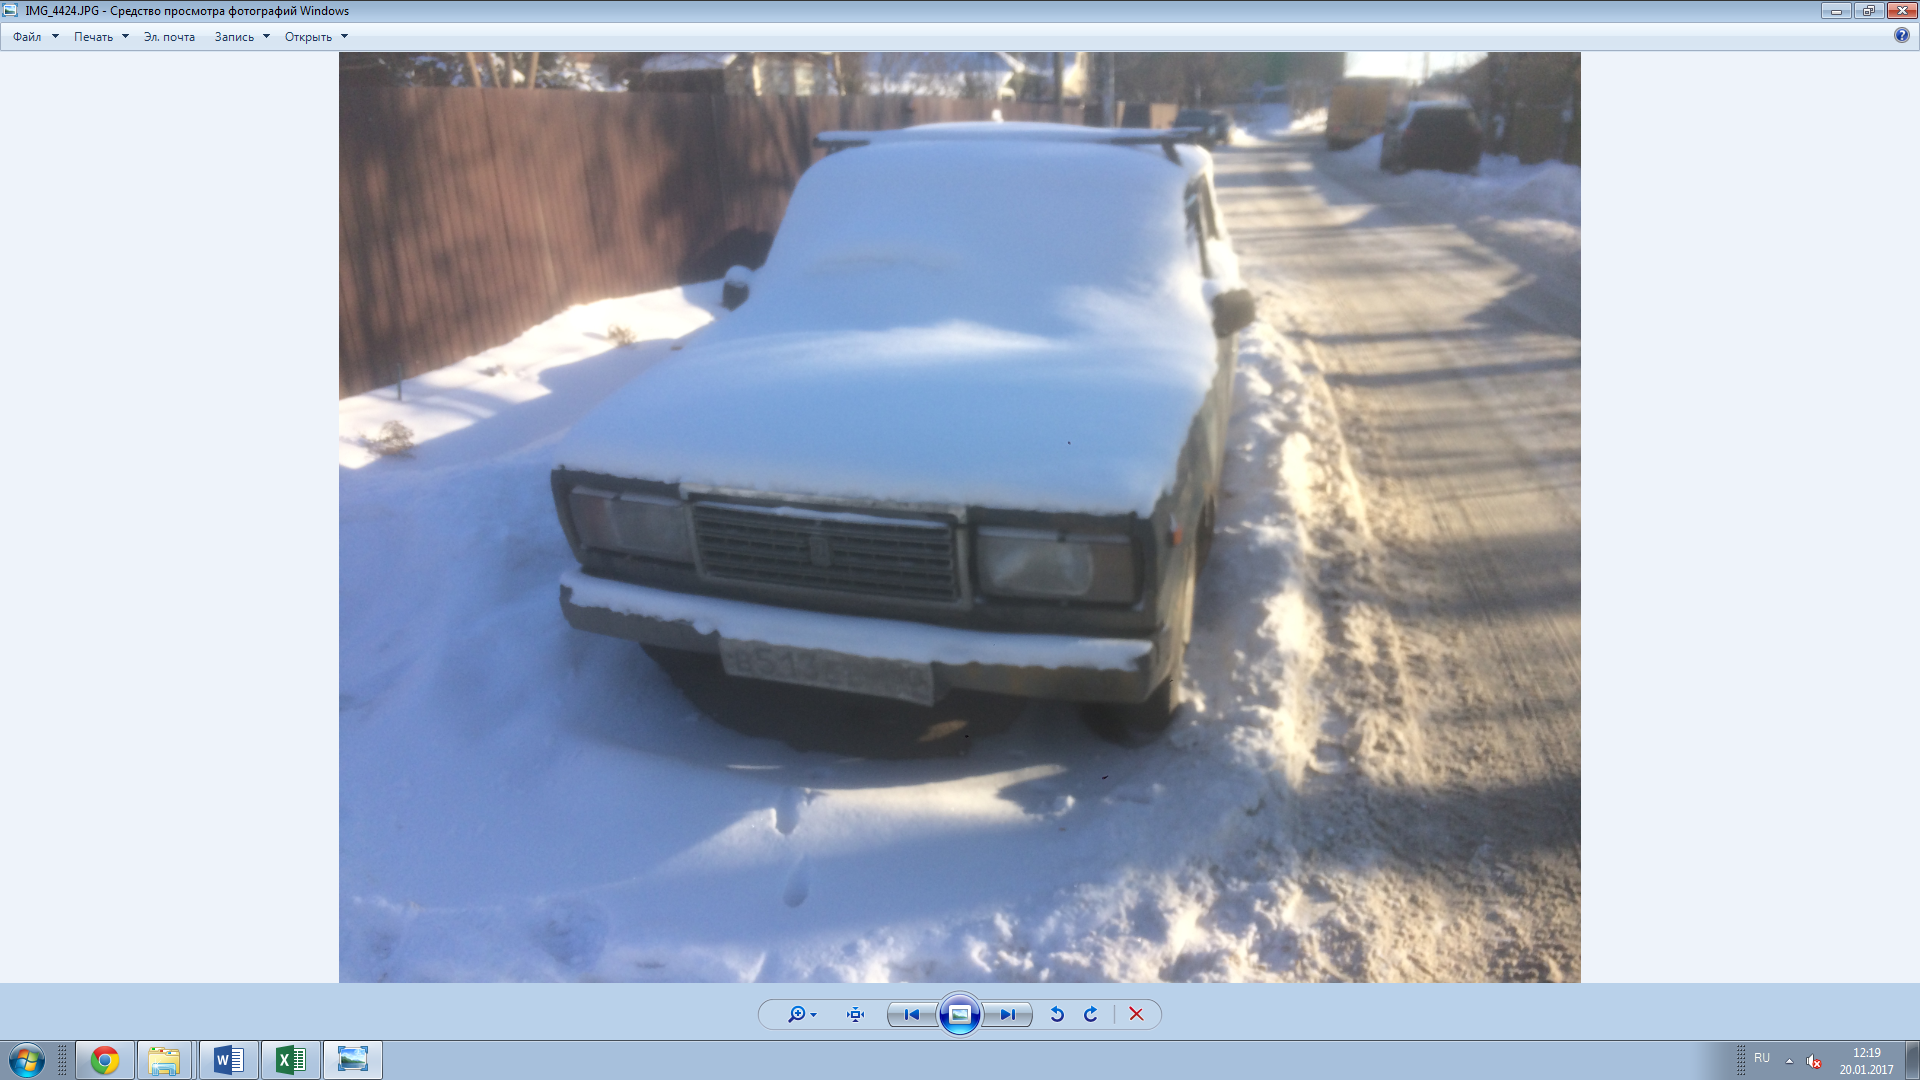 IMG_4424.JPG - Средство просмотра фотографий Windows
Файл Печать Эл. почта Запись Открыть
RU
12:19
20.01.2017